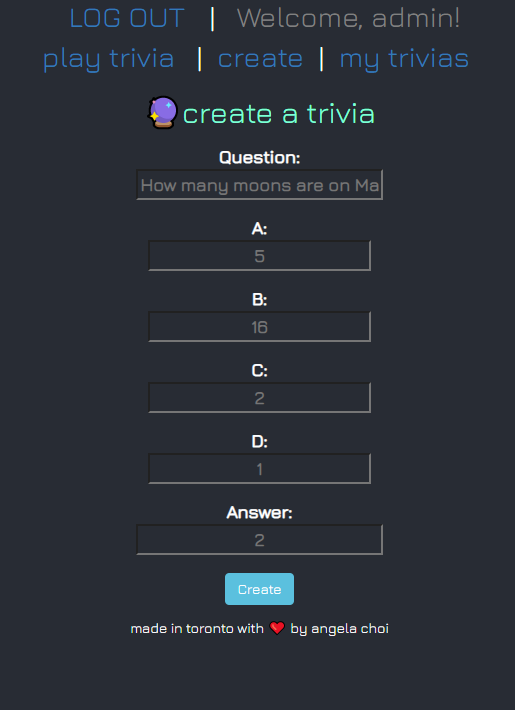 LOG OUT | Welcome, admin!
play trivia | create | my trivias
🔮create a trivia
Question:
How many moons are on Ma
A:
5
B:
16
C:
2
D:
1
Answer:
2
Create
made in toronto with ❤️ by angela choi